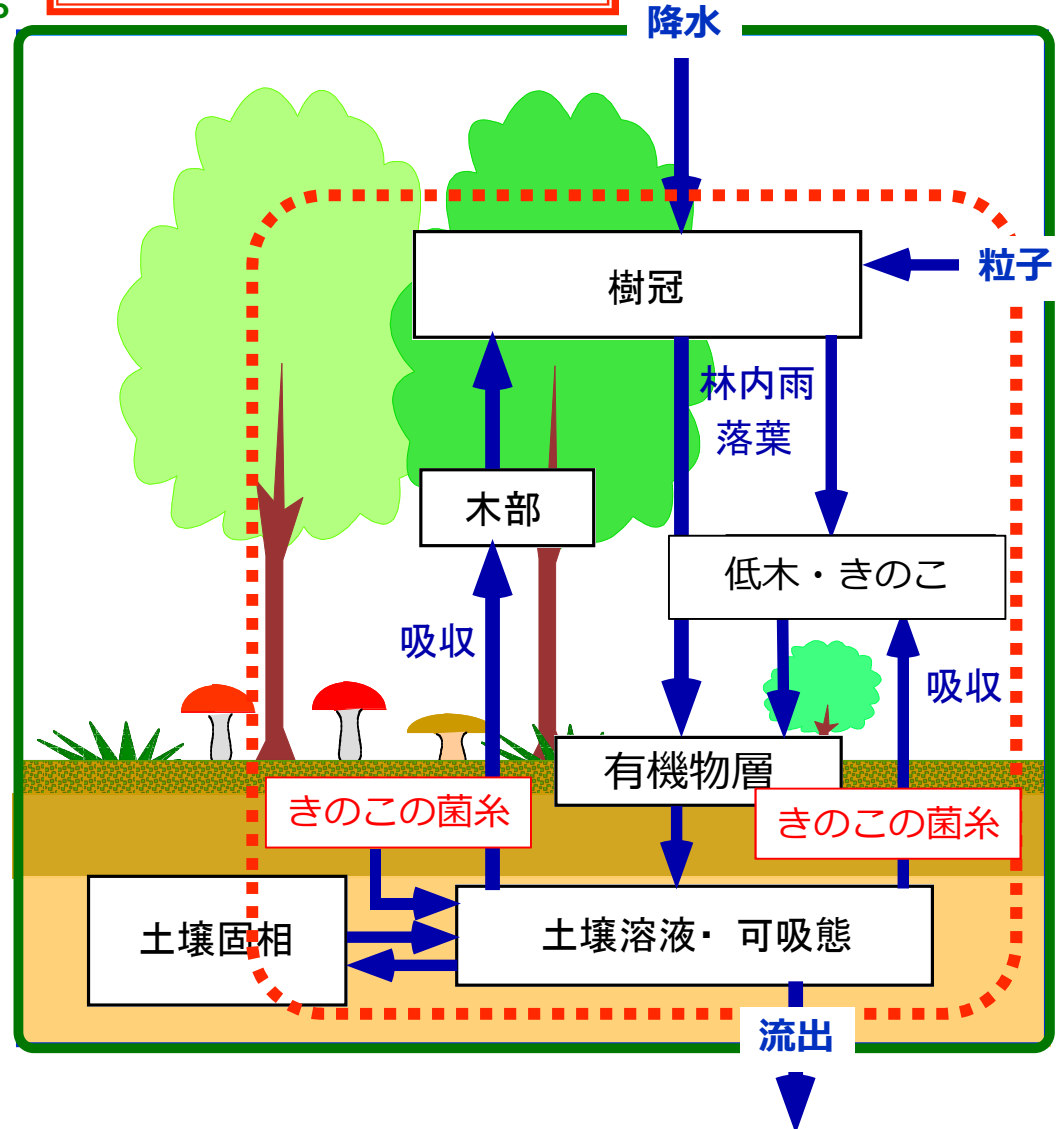 降水
粒子
樹冠
林内雨
落葉
木部
低木・きのこ
吸収
吸収
有機物層
きのこの菌糸
きのこの菌糸
土壌固相
土壌溶液・可吸態
流出